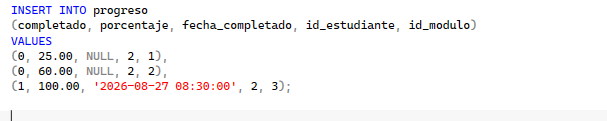 INSERT INTO progreso
(completado, porcentaje, fecha_completado, id_estudiante, id_modulo)
VALUES
(0, 25.00, NULL, 2, 1),
(0, 60.00, NULL, 2, 2),
(1, 100.00, '2026-08-27 08:30:00', 2, 3);